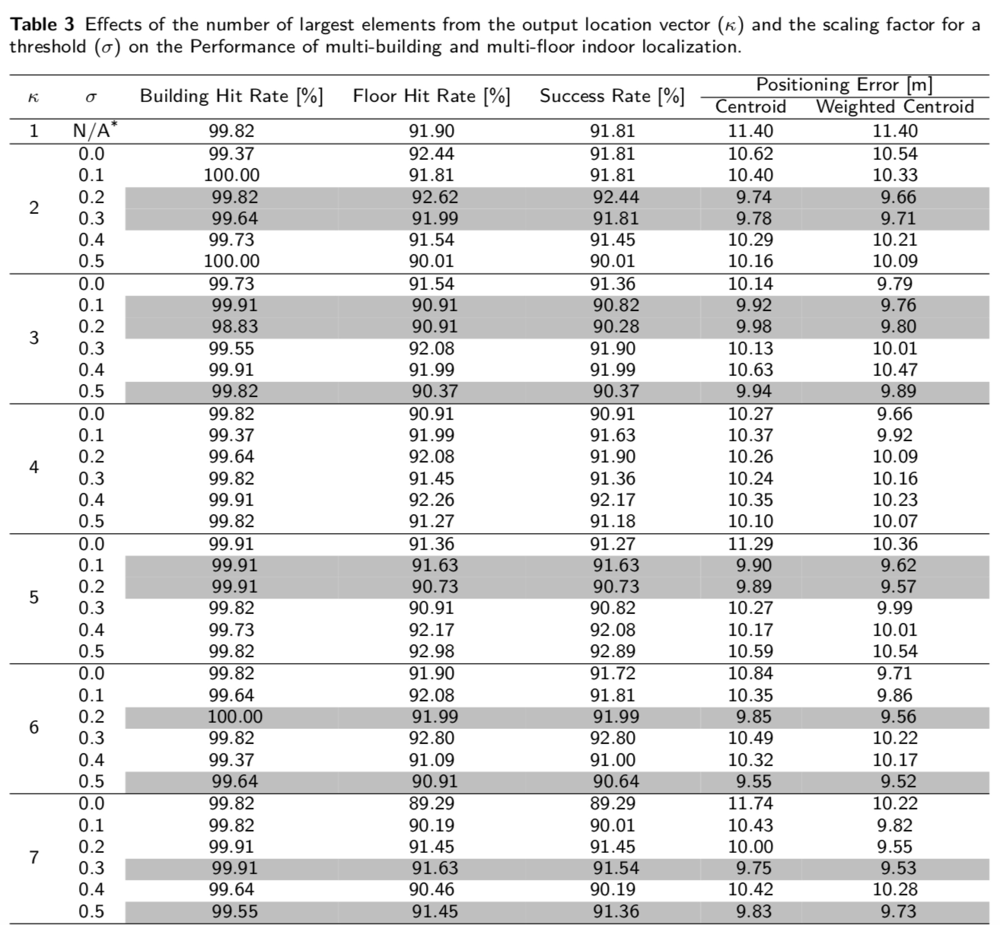 Table 3 Effects of the number of largest elements from the output location vector (κ) and the scaling factor for a
threshold (σ) on the Performance of multi-building and multi-floor indoor localization.
κ σ Building Hit Rate [%] Floor Hit Rate [%] Success Rate [%] Positioning Error [m]
Centroid Weighted Centroid
1 N/A* 99.82 91.90 91.81 11.40 11.40
2
0.0 99.37 92.44 91.81 10.62 10.54
0.1 100.00 91.81 91.81 10.40 10.33
0.2 99.82 92.62 92.44 9.74 9.66
0.3 99.64 91.99 91.81 9.78 9.71
0.4 99.73 91.54 91.45 10.29 10.21
0.5 100.00 90.01 90.01 10.16 10.09
3
0.0 99.73 91.54 91.36 10.14 9.79
0.1 99.91 90.91 90.82 9.92 9.76
0.2 98.83 90.91 90.28 9.98 9.80
0.3 99.55 92.08 91.90 10.13 10.01
0.4 99.91 91.99 91.99 10.63 10.47
0.5 99.82 90.37 90.37 9.94 9.89
4
0.0 99.82 90.91 90.91 10.27 9.66
0.1 99.37 91.99 91.63 10.37 9.92
0.2 99.64 92.08 91.90 10.26 10.09
0.3 99.82 91.45 91.36 10.24 10.16
0.4 99.91 92.26 92.17 10.35 10.23
0.5 99.82 91.27 91.18 10.10 10.07
5
0.0 99.91 91.36 91.27 11.29 10.36
0.1 99.91 91.63 91.63 9.90 9.62
0.2 99.91 90.73 90.73 9.89 9.57
0.3 99.82 90.91 90.82 10.27 9.99
0.4 99.73 92.17 92.08 10.17 10.01
0.5 99.82 92.98 92.89 10.59 10.54
6
0.0 99.82 91.90 91.72 10.84 9.71
0.1 99.64 92.08 91.81 10.35 9.86
0.2 100.00 91.99 91.99 9.85 9.56
0.3 99.82 92.80 92.80 10.49 10.22
0.4 99.37 91.09 91.00 10.32 10.17
0.5 99.64 90.91 90.64 9.55 9.52
7
0.0 99.82 89.29 89.29 11.74 10.22
0.1 99.82 90.19 90.01 10.43 9.82
0.2 99.91 91.45 91.45 10.00 9.55
0.3 99.91 91.63 91.54 9.75 9.53
0.4 99.64 90.46 90.19 10.42 10.28
0.5 99.55 91.45 91.36 9.83 9.73